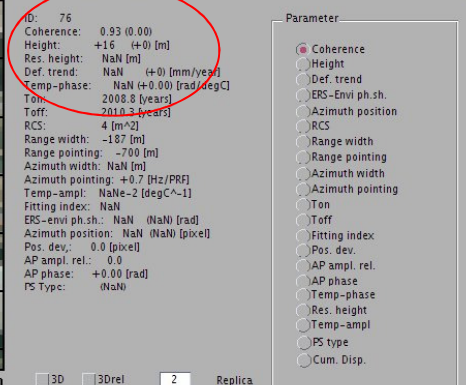 ID: 76
Coherence: 0.93 (0.00)
Height: +16 (+0) [m]
Res. height: NaN [m]
Def. trend: NaN (+0) [mm/year]
Temp-phase: NaN (+0.00) [rad/degC]
Ton: 2008.8 [years]
Toff: 2010.3 [years]
RCS: 4 [m^2]
Range width: -187 [m]
Range pointing: -700 [m]
Azimuth width: NaN [m]
Azimuth pointing: +0.7 [Hz/PRF]
Temp-ampl: NaNe-2 [degC^-1]
Fitting index: NaN
ERS-envi ph.sh.: NaN (NaN) [rad]
Azimuth position: NaN (NaN) [pixel]
Pos. dev,: 0.0 [pixel]
AP ampl. rel.: 0.0
AP phase: +0.00 [rad]
PS Type: (NaN)
3D 3Drel 2 Replica
Parameter
Coherence
Height
Def. trend
ERS-Envi ph.sh.
Azimuth position
RCS
Range width
Range pointing
Azimuth width
Azimuth pointing
Ton
Toff
Fitting index
Pos. dev.
AP ampl. rel.
AP phase
Temp-phase
Res. height
Temp-ampl
PS type
Cum. Disp.